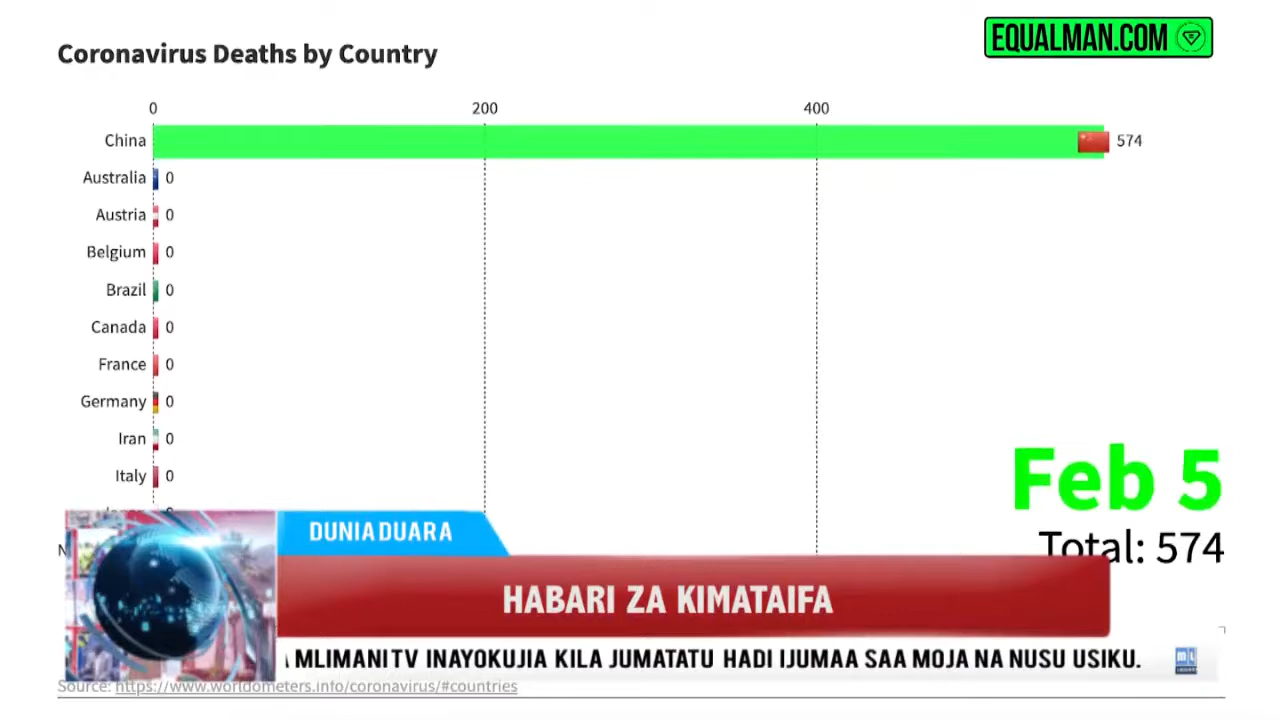 EQUALMAN.COM
Coronavirus Deaths by Country
0 200 400
China 574
Australia 0
Austria 0
Belgium 0
Brazil 0
Canada 0
France 0
Germany 0
Iran 0
Italy 0
Feb 5
Total: 574
DUNIA DUARA
HABARI ZA KIMATAIFA
MLIMANI TV INAYOKUJIA KILA JUMATATU HADI IJUMAA SAA MOJA NA NUSU USIKU.
Source: https://www.worldometers.info/coronavirus/#countries